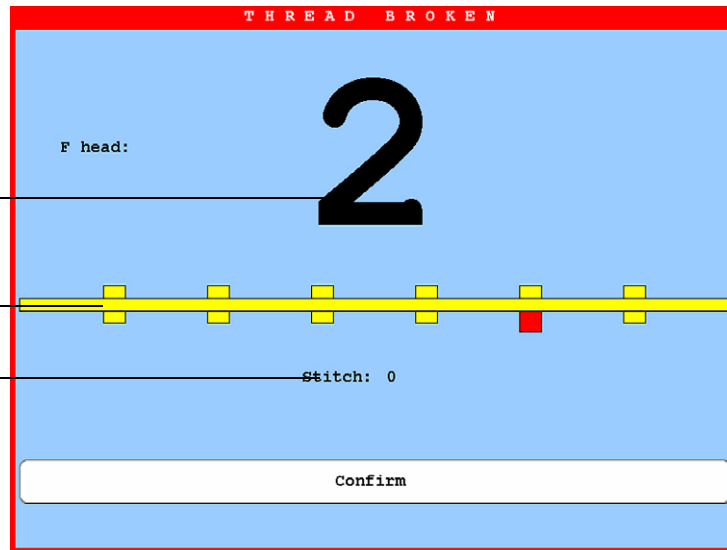 THREAD BROKEN
2
F head:
Stitch: 0
Confirm